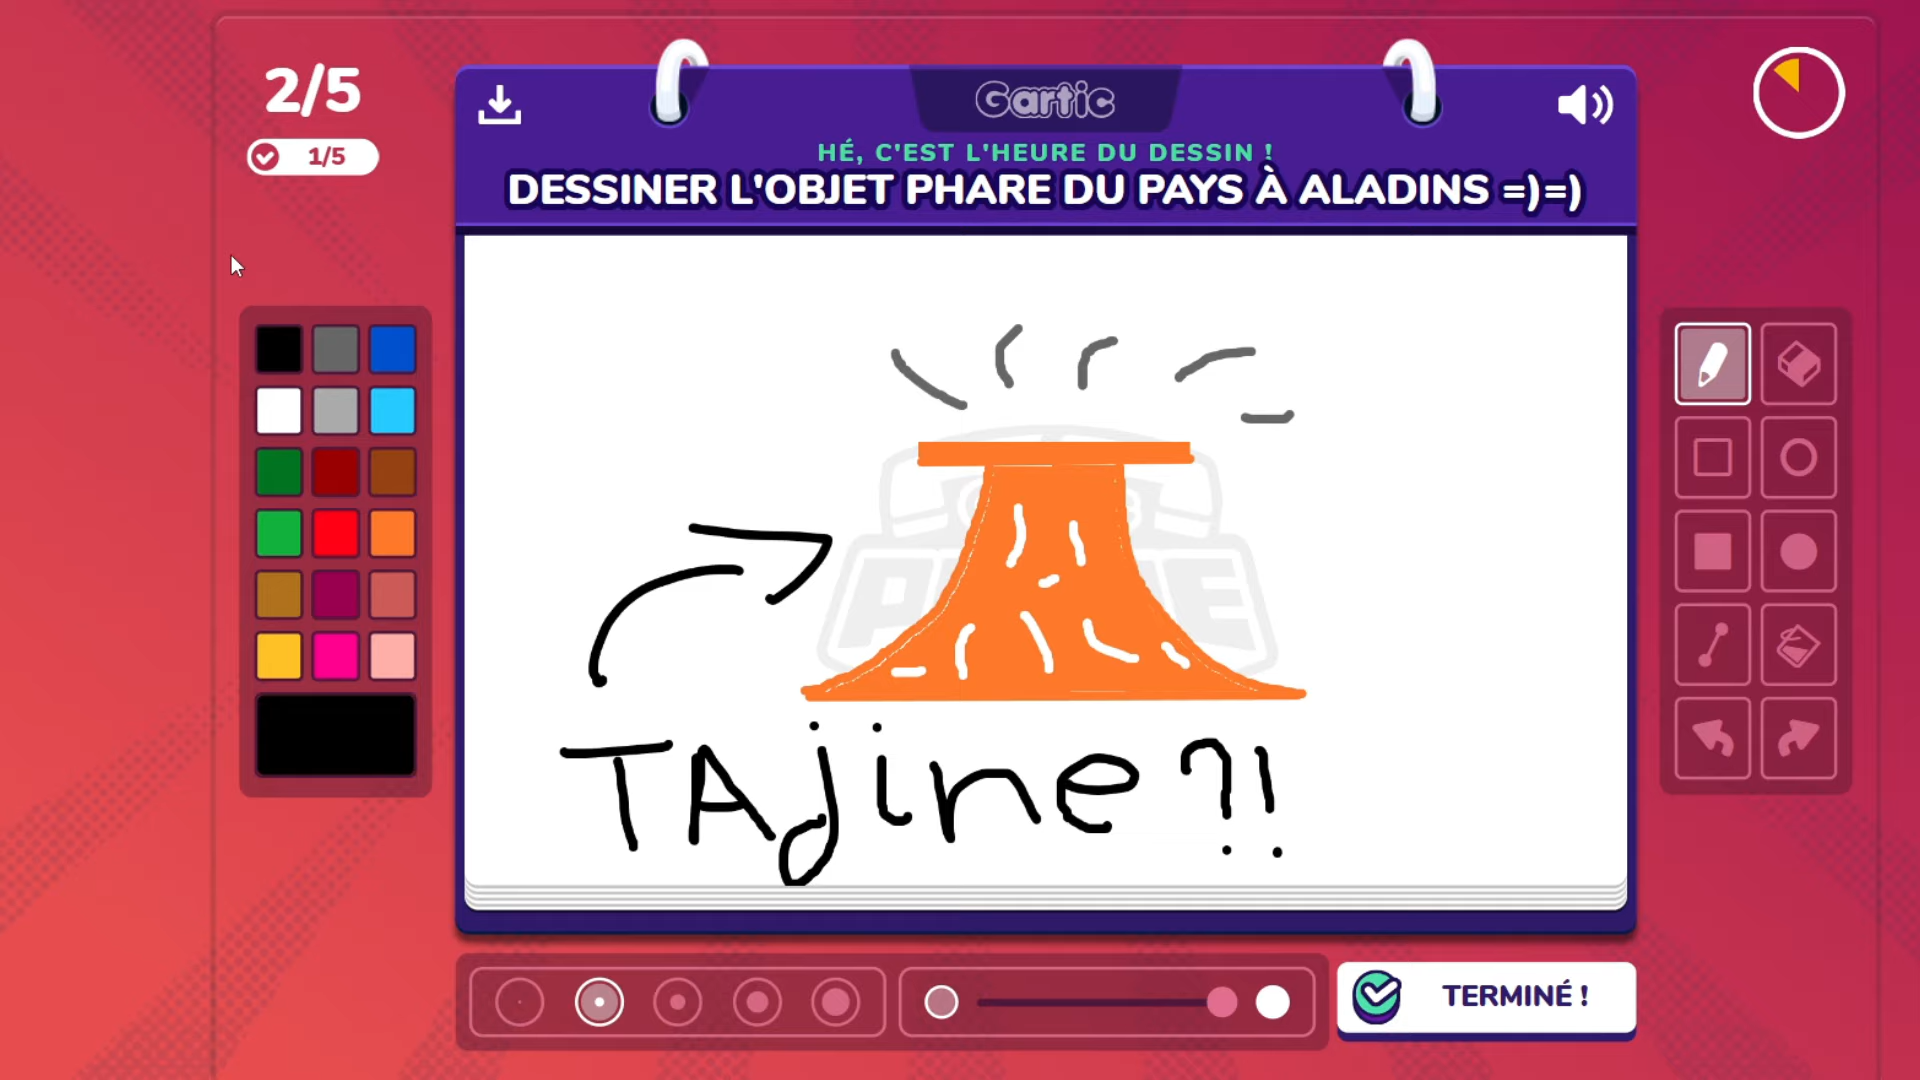 2/5
1/5
Gartic
HÉ, C'EST L'HEURE DU DESSIN !
DESSINER L'OBJET PHARE DU PAYS À ALADINS =)=)
TAjine ?!
TERMINÉ !